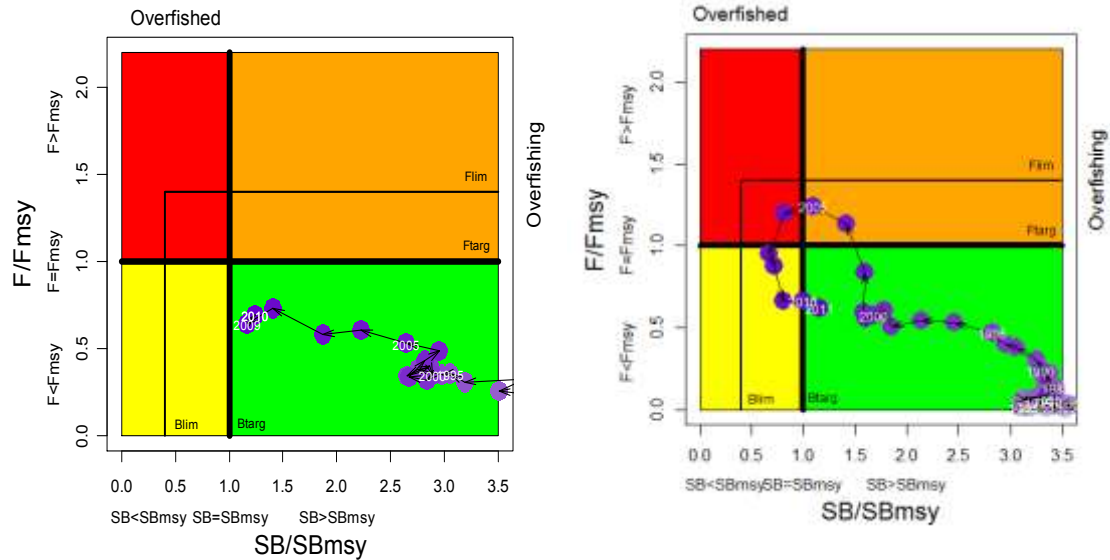 Overfished
2.0
1.5
1.0
0.5
0.0
F>Fmsy
F=Fmsy
F<Fmsy
F/Fmsy
Flim
Ftarg
Overfishing
2010
2009
2005
2000
1995
Blim
Btarg
0.0 0.5 1.0 1.5 2.0 2.5 3.0 3.5
SB<SBmsy SB=SBmsy SB>SBmsy
SB/SBmsy
Overfished
2.0
1.5
1.0
0.5
0.0
F>Fmsy
F=Fmsy
F<Fmsy
F/Fmsy
Flim
Ftarg
Overfishing
2005
2010
2000
Blim
Btarg
0.0 0.5 1.0 1.5 2.0 2.5 3.0 3.5
SB<SBmsy SB=SBmsy SB>SBmsy
SB/SBmsy